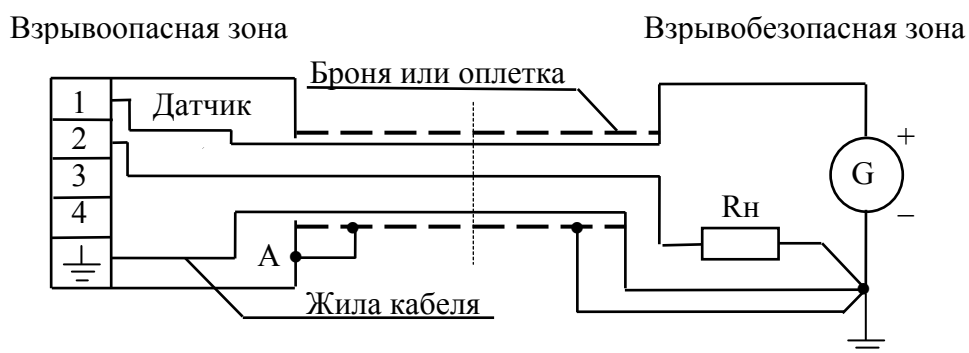 Взрывоопасная зона
Взрывобезопасная зона
Броня или оплетка
1
Датчик
2
3
4
+
G
–
Rн
А
Жила кабеля